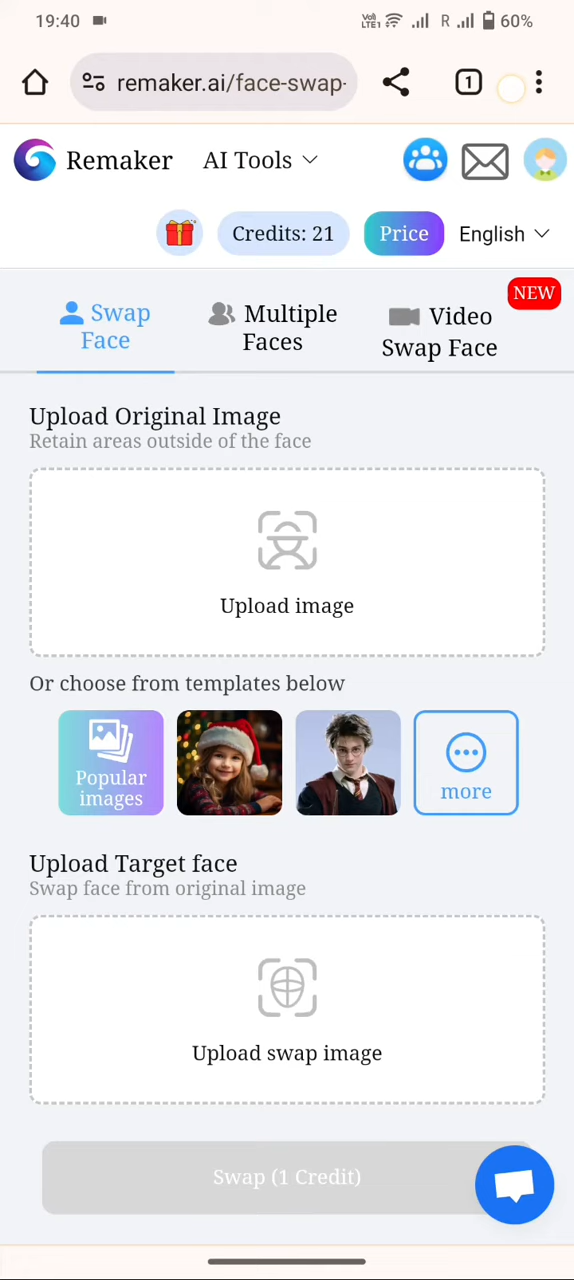 19:40
Vo) LTE1 R 60%
remaker.ai/face-swap-
1
Remaker AI Tools
Credits: 21 Price English
NEW
Swap Face
Multiple Faces
Video Swap Face
Upload Original Image
Retain areas outside of the face
Upload image
Or choose from templates below
Popular images
more
Upload Target face
Swap face from original image
Upload swap image
Swap (1 Credit)